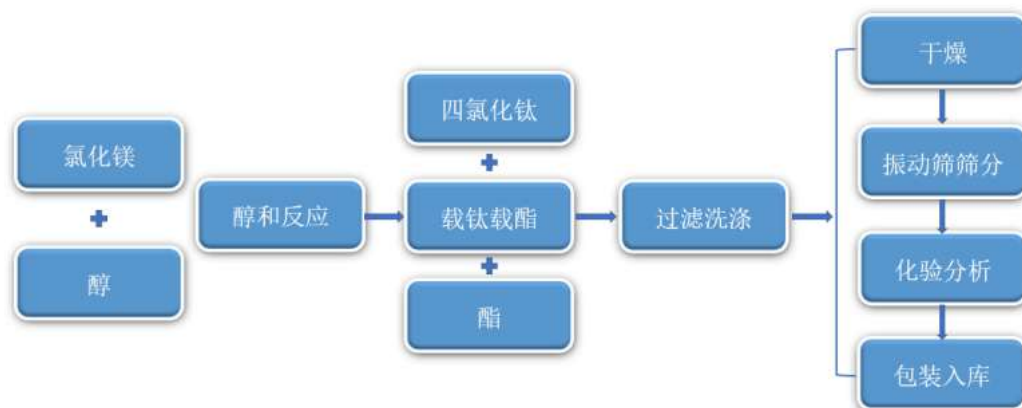 氯化镁
醇
醇和反应
四氯化钛
载钛载酯
酯
过滤洗涤
干燥
振动筛筛分
化验分析
包装入库